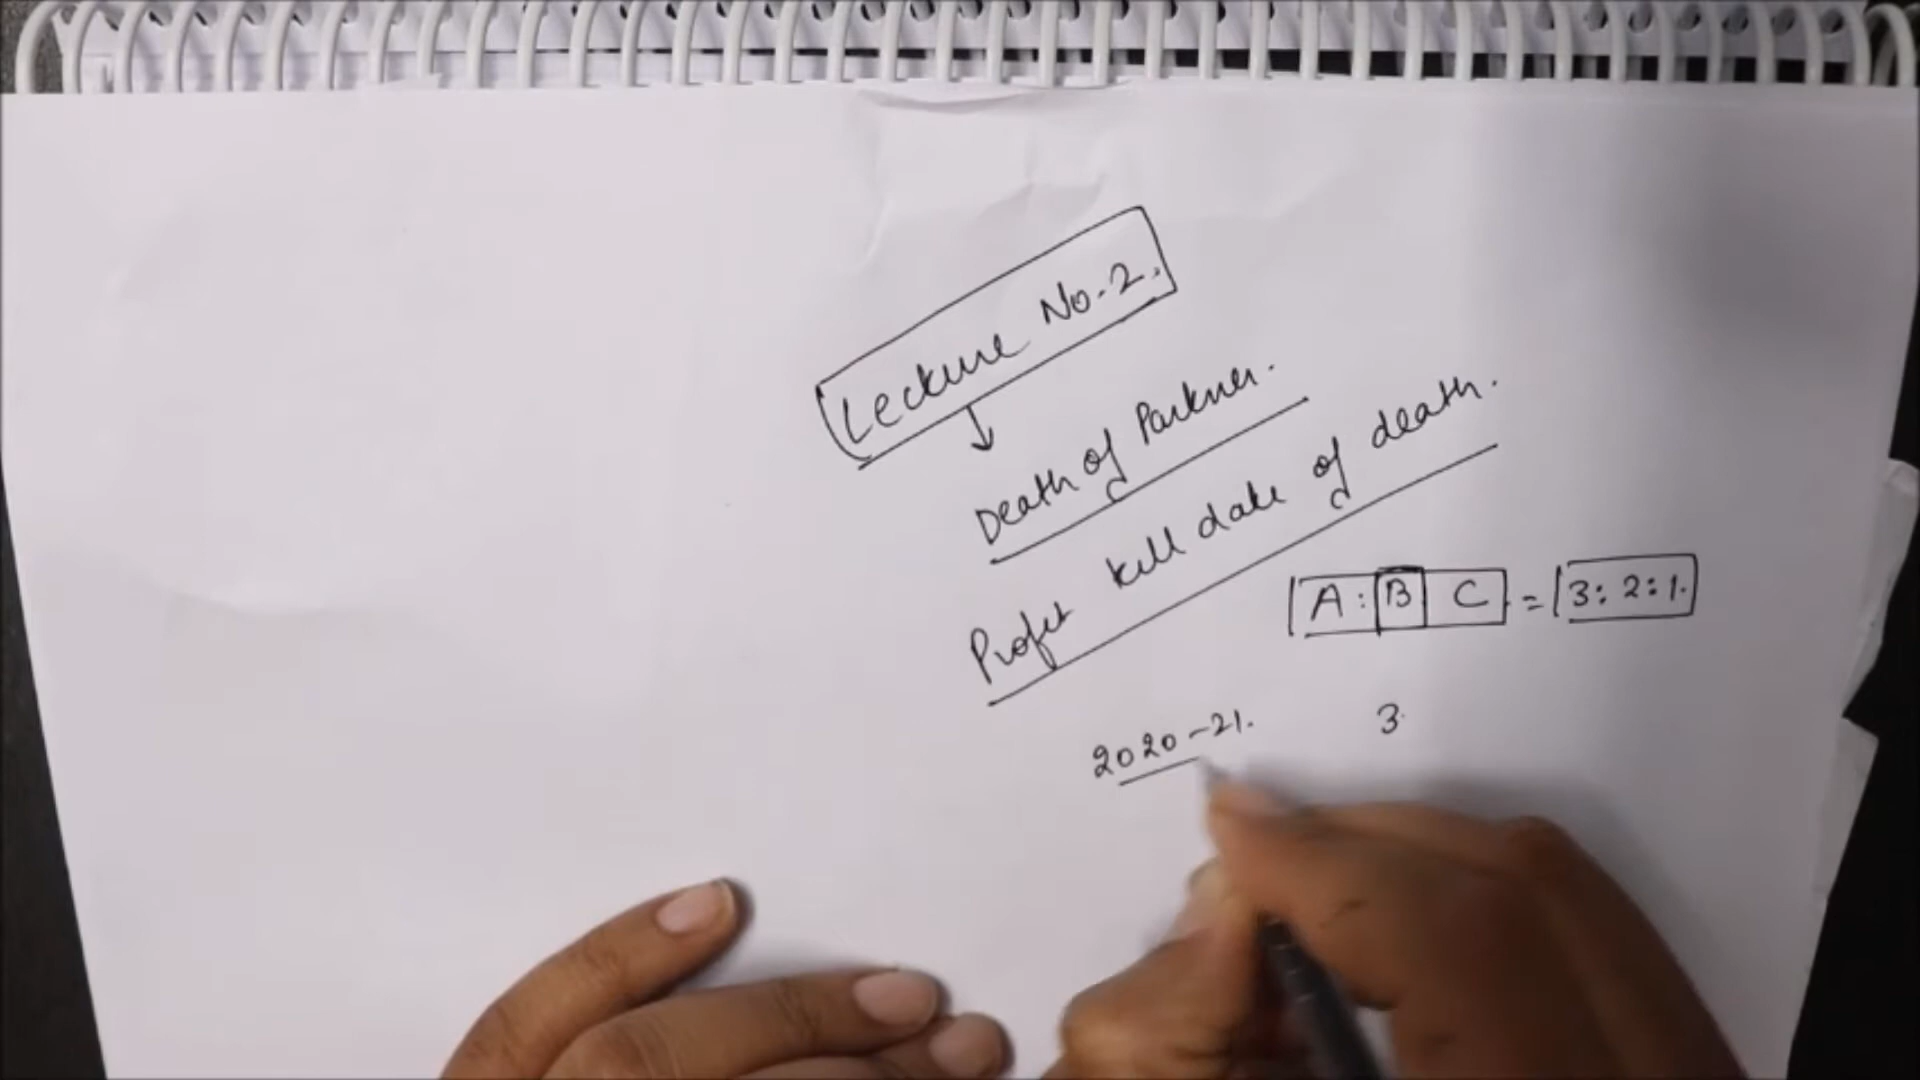 Lecture No-2.
Death of Partner.
Profit till date of death.
A : B C = 3:2:1.
2020-21. 3